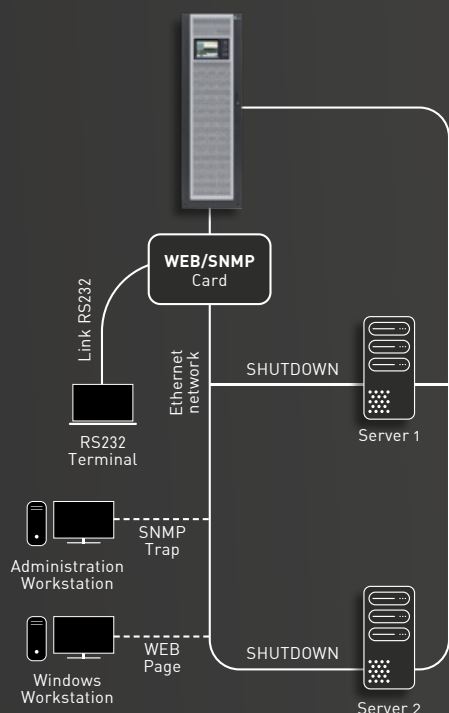 WEB/SNMP
Card
Link RS232
Ethernet
network
SHUTDOWN
Server 1
RS232
Terminal
SNMP
Trap
Administration
Workstation
WEB
Page
SHUTDOWN
Windows
Workstation
Server 2